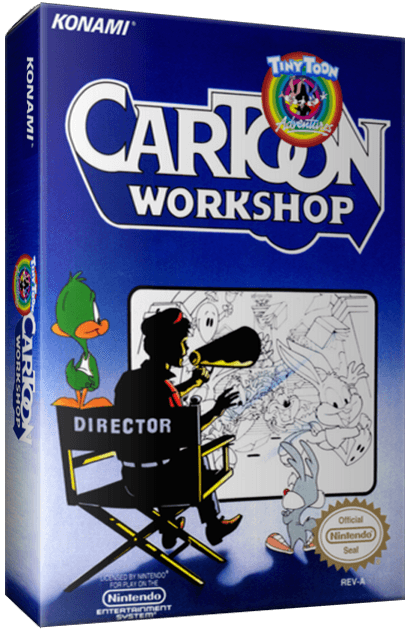 KONAMI®
TINY TOON
Adventures
CARTOON
WORKSHOP
DIRECTOR
Official
Nintendo
Seal
REV-A
LICENSED BY NINTENDO®
FOR PLAY ON THE
Nintendo
ENTERTAINMENT
SYSTEM®
KONAMI®
TINY TOON
CARTOON
WORKSHOP